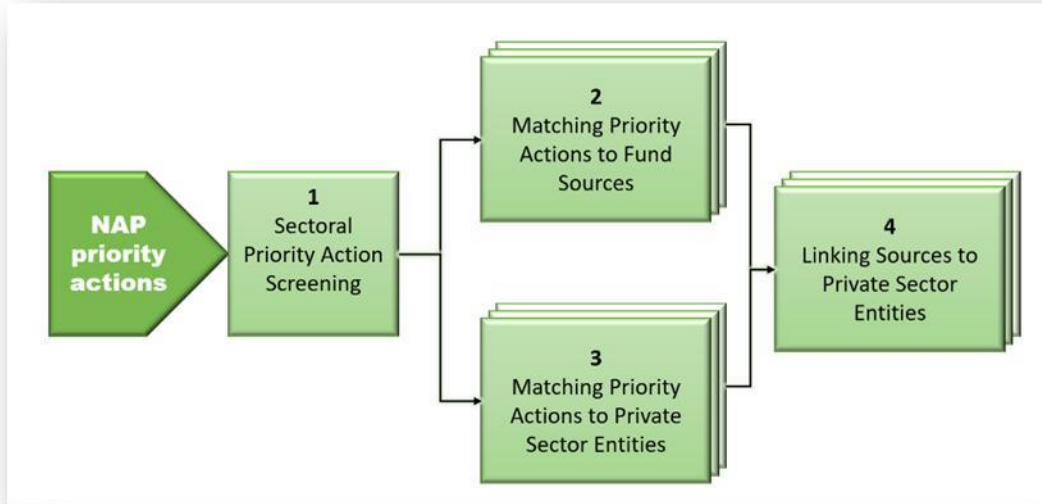 NAP
priority
actions
1
Sectoral
Priority Action
Screening
2
Matching Priority
Actions to Fund
Sources
3
Matching Priority
Actions to Private
Sector Entities
4
Linking Sources to
Private Sector
Entities